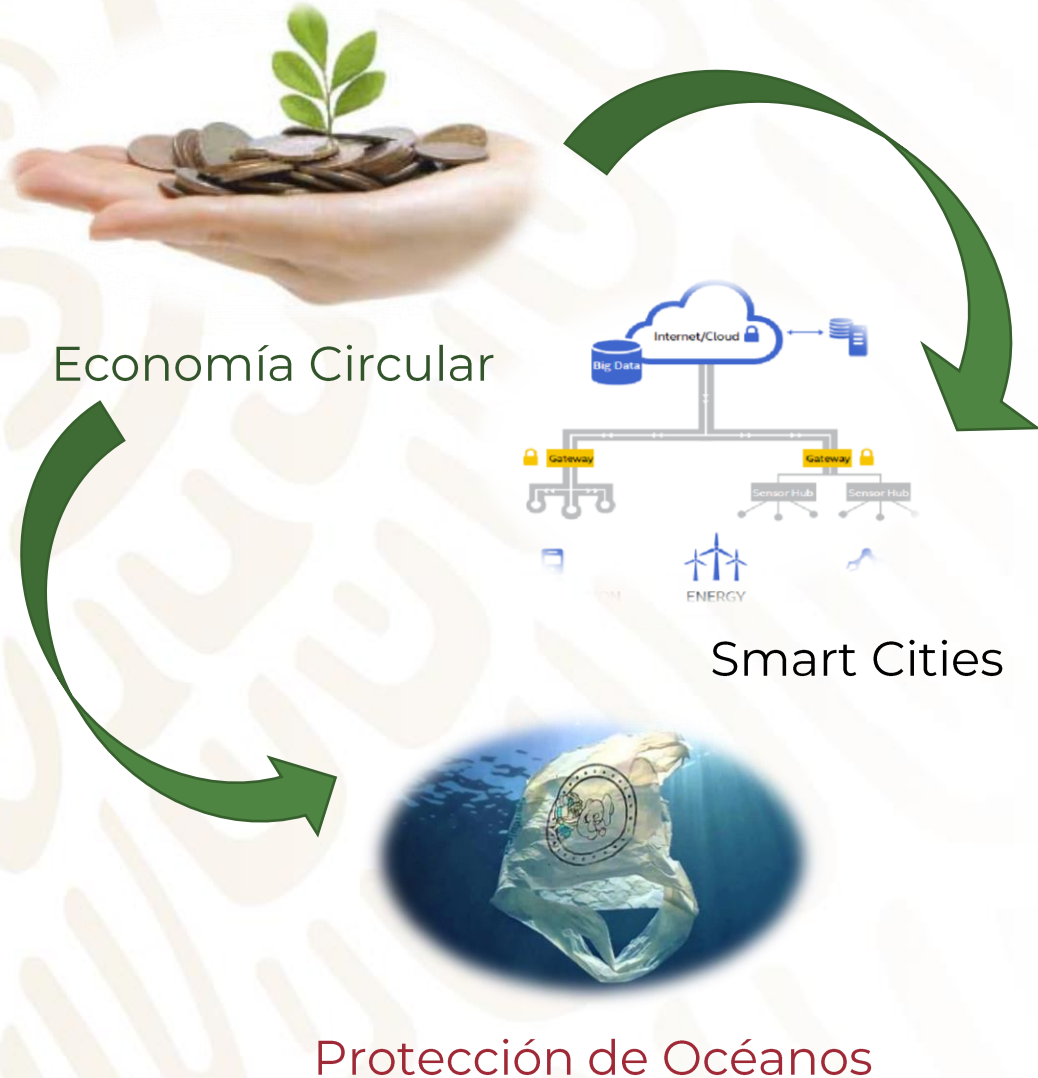 Economía Circular
Internet/Cloud
Big Data
Gateway
Gateway
Sensor Hub
Sensor Hub
ENERGY
Smart Cities
Protección de Océanos